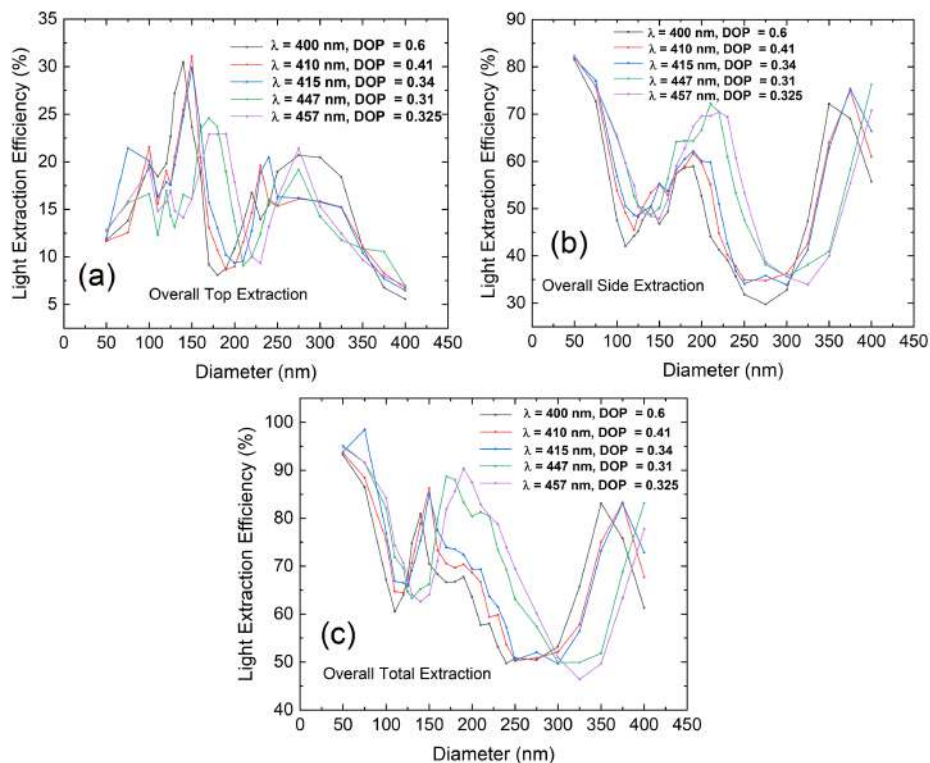 35
30
25
20
15
10
5
0
Light Extraction Efficiency (%)
λ = 400 nm, DOP = 0.6
λ = 410 nm, DOP = 0.41
λ = 415 nm, DOP = 0.34
λ = 447 nm, DOP = 0.31
λ = 457 nm, DOP = 0.325
(a)
Overall Top Extraction
0 50 100 150 200 250 300 350 400 450
Diameter (nm)
90
80
70
60
50
40
30
Light Extraction Efficiency (%)
λ = 400 nm, DOP = 0.6
λ = 410 nm, DOP = 0.41
λ = 415 nm, DOP = 0.34
λ = 447 nm, DOP = 0.31
λ = 457 nm, DOP = 0.325
(b)
Overall Side Extraction
0 50 100 150 200 250 300 350 400 450
Diameter (nm)
100
90
80
70
60
50
40
Light Extraction Efficiency (%)
λ = 400 nm, DOP = 0.6
λ = 410 nm, DOP = 0.41
λ = 415 nm, DOP = 0.34
λ = 447 nm, DOP = 0.31
λ = 457 nm, DOP = 0.325
(c)
Overall Total Extraction
0 50 100 150 200 250 300 350 400 450
Diameter (nm)